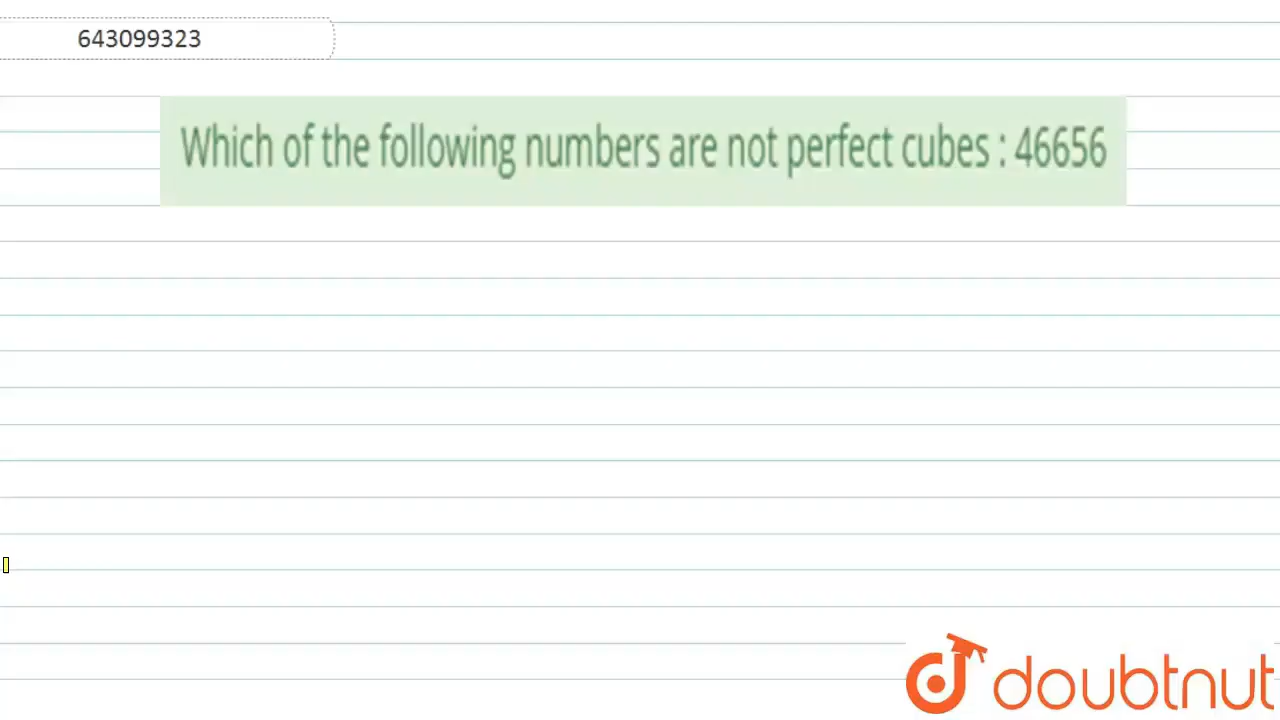 643099323
Which of the following numbers are not perfect cubes : 46656
doubtnut